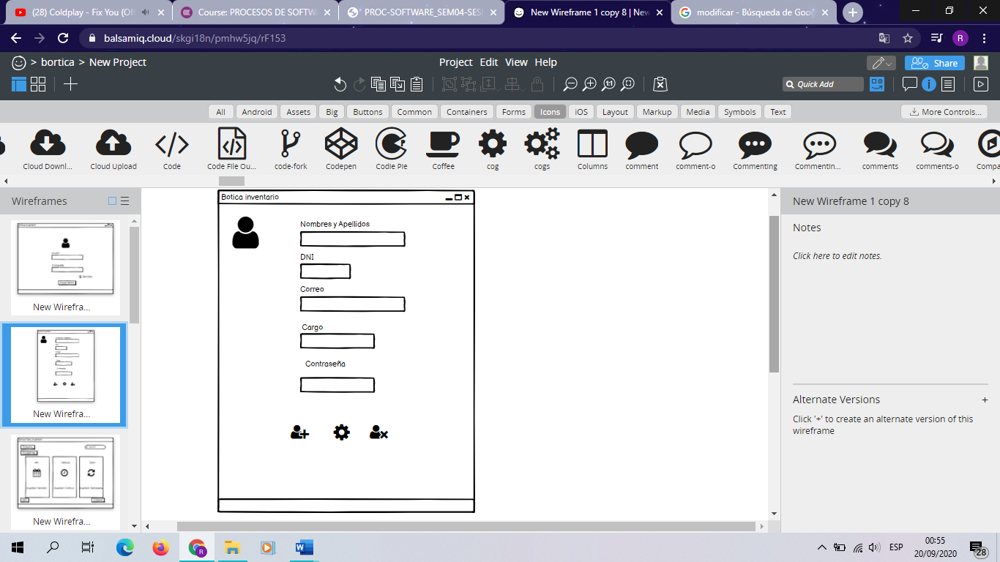 (28) Coldplay - Fix You (Of
Course: PROCESOS DE SOFTW
PROC-SOFTWARE_SEM04-SESI
New Wireframe 1 copy 8 | New
modificar - Búsqueda de Goog
balsamiq.cloud/skgi18n/pmhw5jq/rF153
R
> bortica > New Project
Project Edit View Help
Share
1:1
Quick Add
All Android Assets Big Buttons Common Containers Forms Icons iOS Layout Markup Media Symbols Text
More Controls...
Cloud Downl... Cloud Upload Code Code File Ou... code-fork Codepen Codie Pie Coffee cog cogs Columns comment comment-o Commenting Commentin... comments comments-o Compa
Wireframes
New Wirefra...
New Wirefra...
New Wirefra...
Botica inventario
Nombres y Apellidos
DNI
Correo
Cargo
Contraseña
New Wireframe 1 copy 8
Notes
Click here to edit notes.
Alternate Versions
+
Click '+' to create an alternate version of this
wireframe
R
W
ESP
00:55
20/09/2020
28